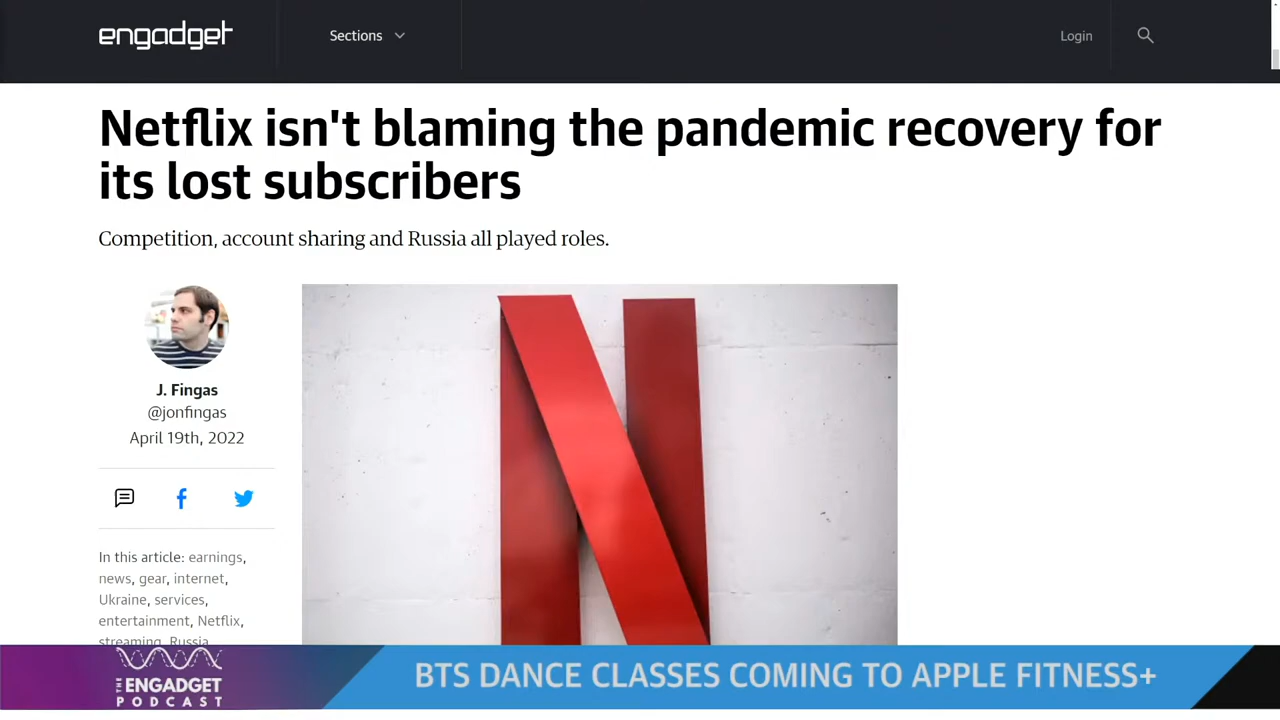 engadget
Sections
Login
Netflix isn't blaming the pandemic recovery for
its lost subscribers
Competition, account sharing and Russia all played roles.
J. Fingas
@jonfingas
April 19th, 2022
In this article: earnings,
news, gear, internet,
Ukraine, services,
entertainment, Netflix,
streaming, Russia
THE ENGADGET
PODCAST
BTS DANCE CLASSES COMING TO APPLE FITNESS+